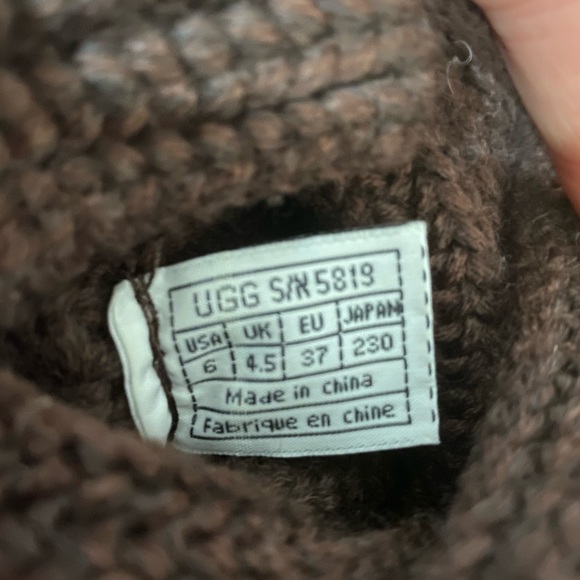 UGG S/N 5819
USA UK EU JAPAN
6 4.5 37 230
Made in China
Fabrique en Chine